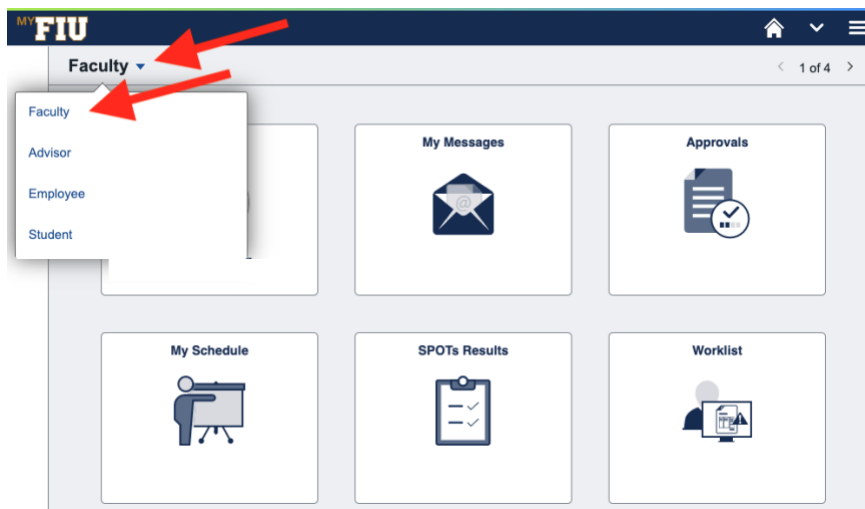 MY FIU
Faculty
1 of 4
Faculty
Advisor
Employee
Student
My Messages
Approvals
@
My Schedule
SPOTs Results
Worklist